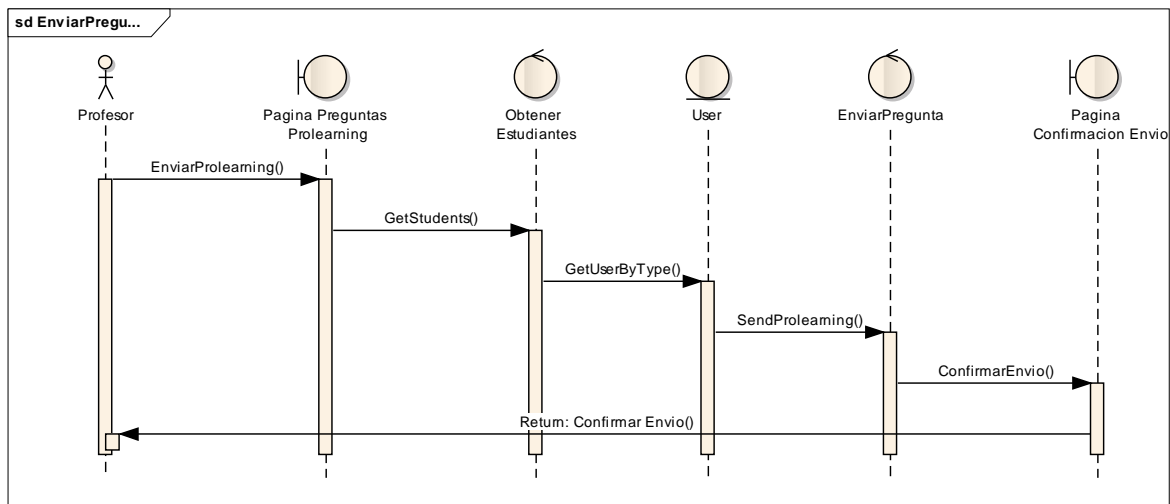 sd EnviarPregu...
Profesor
Pagina Preguntas
Prolearning
Obtener
Estudiantes
User
EnviarPregunta
Pagina
Confirmacion Envio
EnviarProlearning()
GetStudents()
GetUserByType()
SendProlearning()
ConfirmarEnvio()
Return: Confirmar Envio()